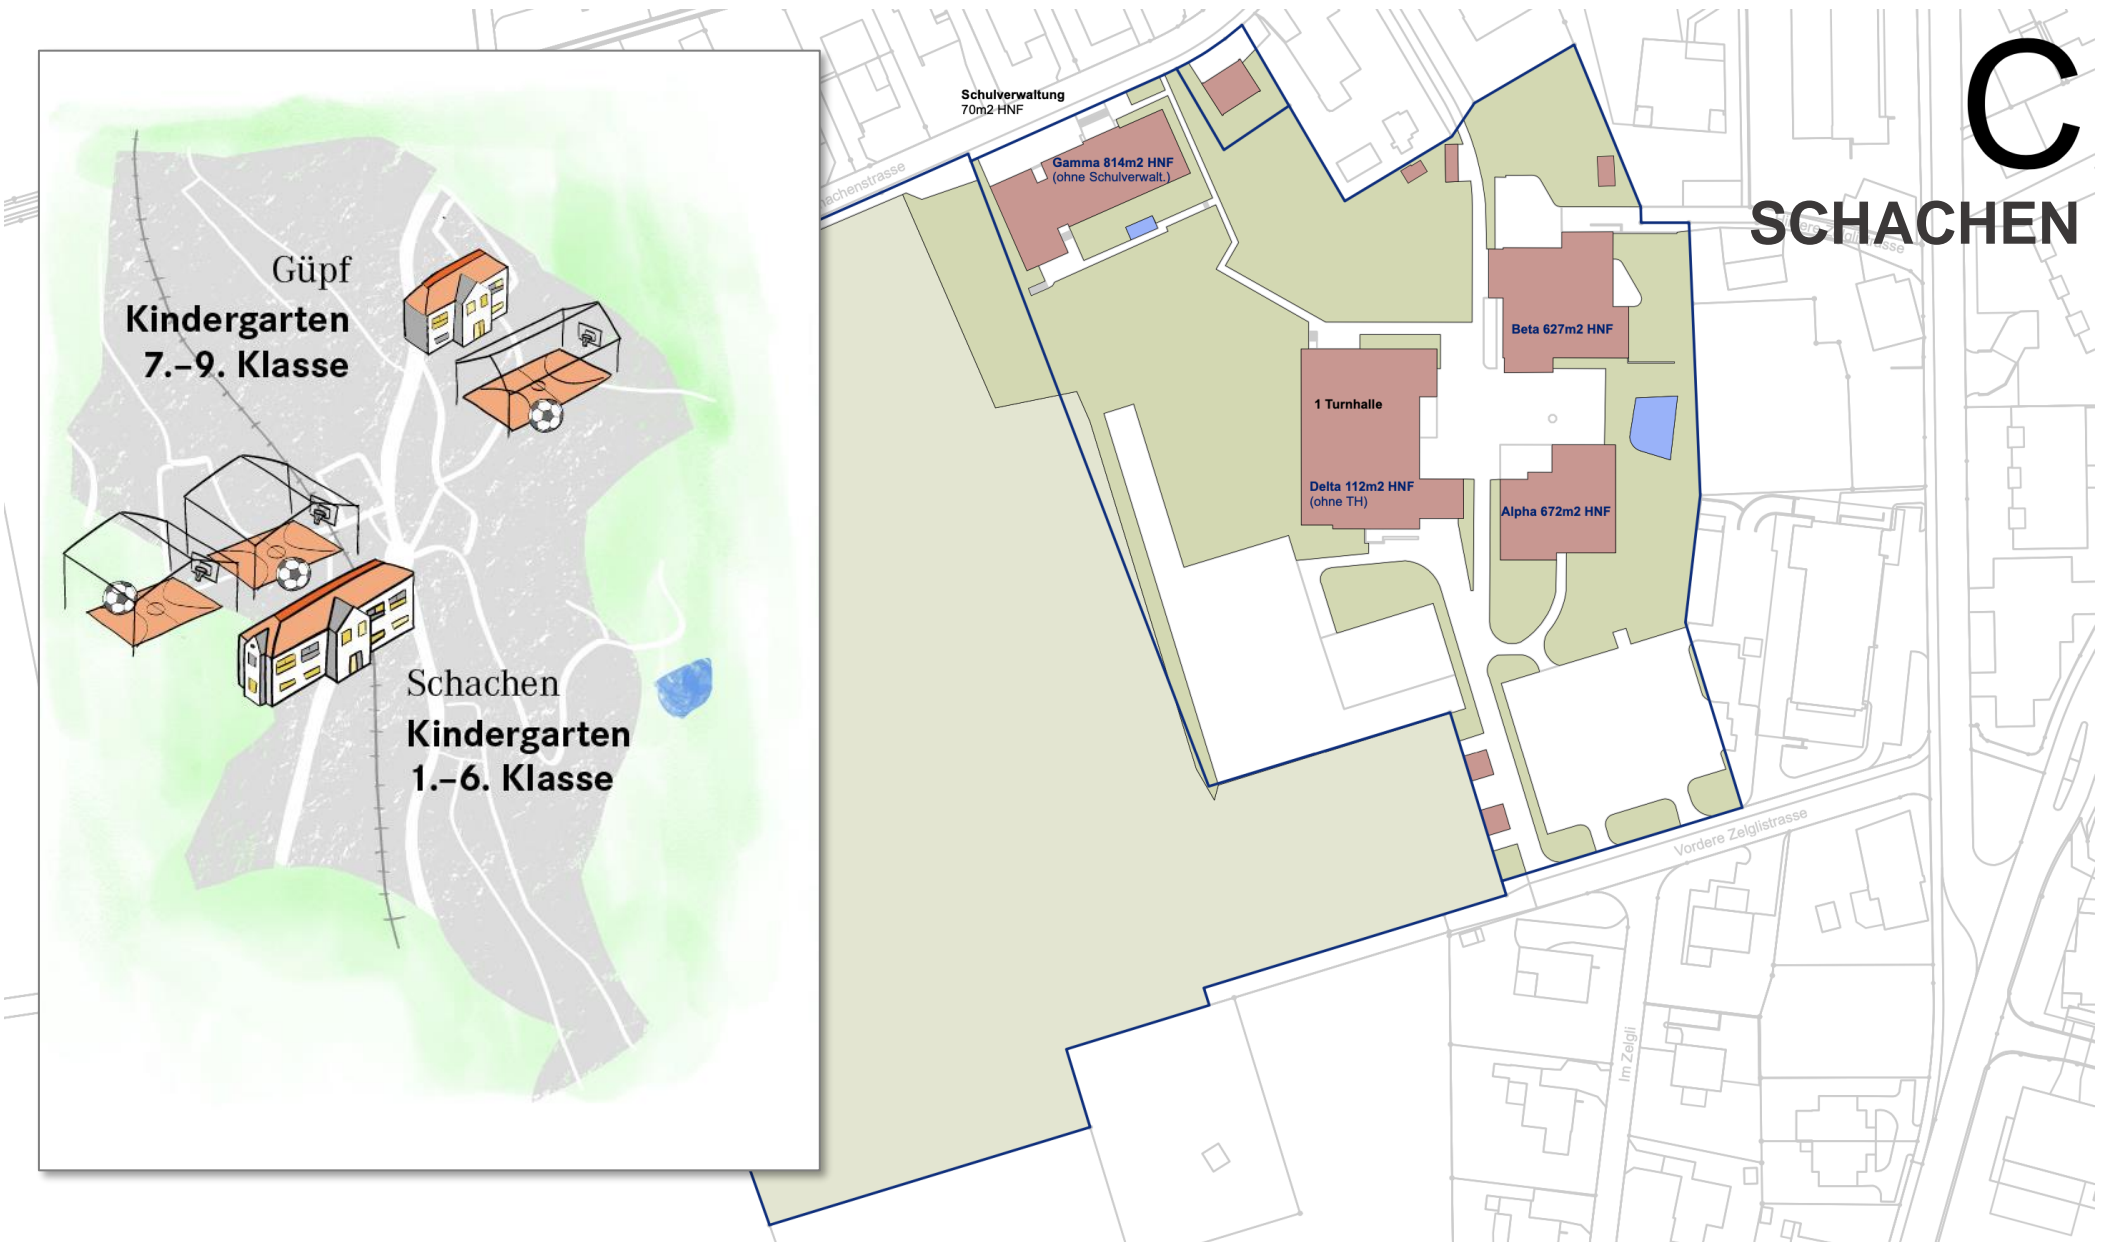 Güpf
Kindergarten
7.–9. Klasse
Schachen
Kindergarten
1.–6. Klasse
C
SCHACHEN
Schulverwaltung
70m2 HNF
Gamma 814m2 HNF
(ohne Schulverwalt.)
Beta 627m2 HNF
1 Turnhalle
Delta 112m2 HNF
(ohne TH)
Alpha 672m2 HNF
Vordere Zelglistrasse
Im Zelgli